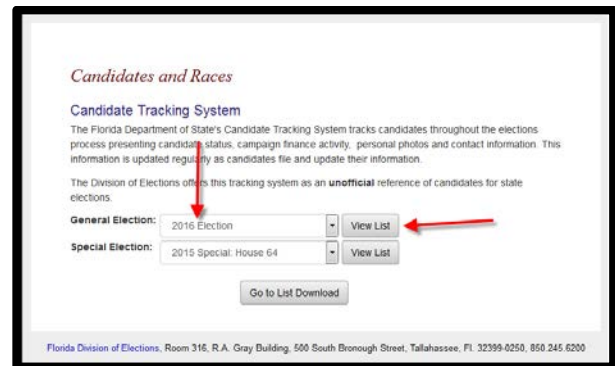 Candidates and Races
Candidate Tracking System
The Florida Department of State's Candidate Tracking System tracks candidates throughout the elections
process presenting candidate status, campaign finance activity, personal photos and contact information. This
information is updated regularly as candidates file and update their information.
The Division of Elections offers this tracking system as an unofficial reference of candidates for state
elections.
General Election: 2016 Election View List
Special Election: 2015 Special: House 64 View List
Go to List Download
Florida Division of Elections, Room 316, R.A. Gray Building, 500 South Bronough Street, Tallahassee, Fl. 32399-0250, 850.245.6200